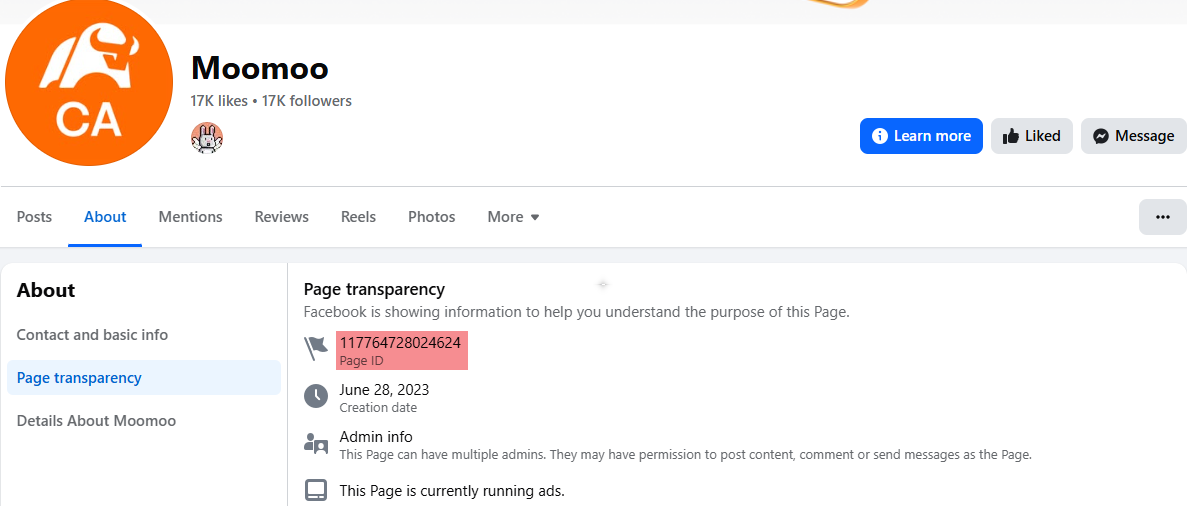 CA
Moomoo
17K likes • 17K followers
Learn more
Liked
Message
Posts
About
Mentions
Reviews
Reels
Photos
More
About
Contact and basic info
Page transparency
Details About Moomoo
Page transparency
Facebook is showing information to help you understand the purpose of this Page.
117764728024624
Page ID
June 28, 2023
Creation date
Admin info
This Page can have multiple admins. They may have permission to post content, comment or send messages as the Page.
This Page is currently running ads.